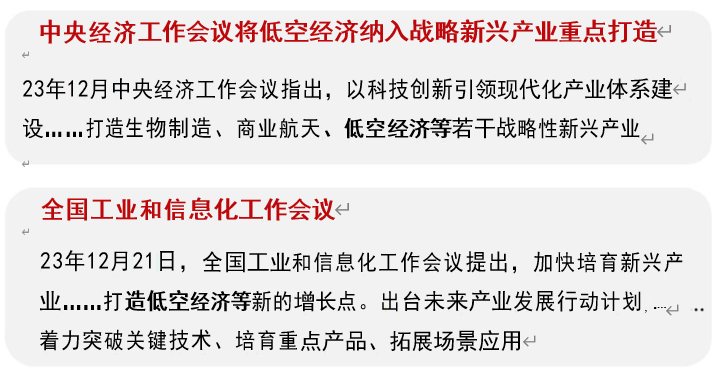 中央经济工作会议将低空经济纳入战略新兴产业重点打造
23年12月中央经济工作会议指出，以科技创新引领现代化产业体系建
设……打造生物制造、商业航天、低空经济等若干战略性新兴产业
全国工业和信息化工作会议
23年12月21日，全国工业和信息化工作会议提出，加快培育新兴产
业……打造低空经济等新的增长点。出台未来产业发展行动计划，…
着力突破关键技术、培育重点产品、拓展场景应用